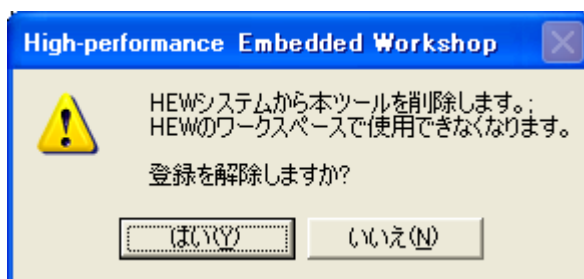 High-performance Embedded Workshop
HEWシステムから本ツールを削除します。;
HEWのワークスペースで使用できなくなります。
登録を解除しますか?
はい(Y) いいえ(N)